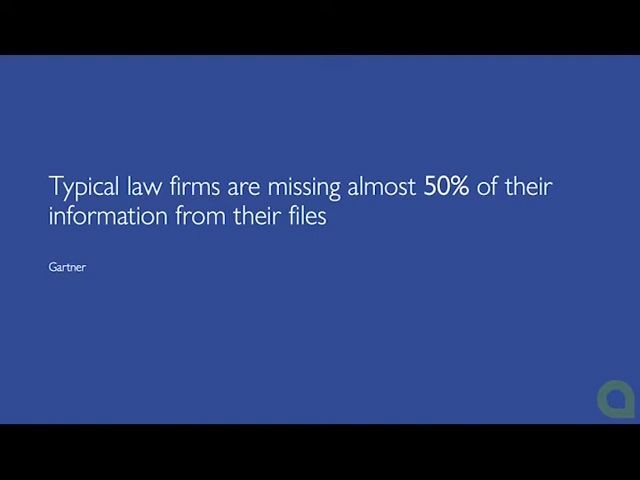 Typical law firms are missing almost 50% of their
information from their files
Gartner